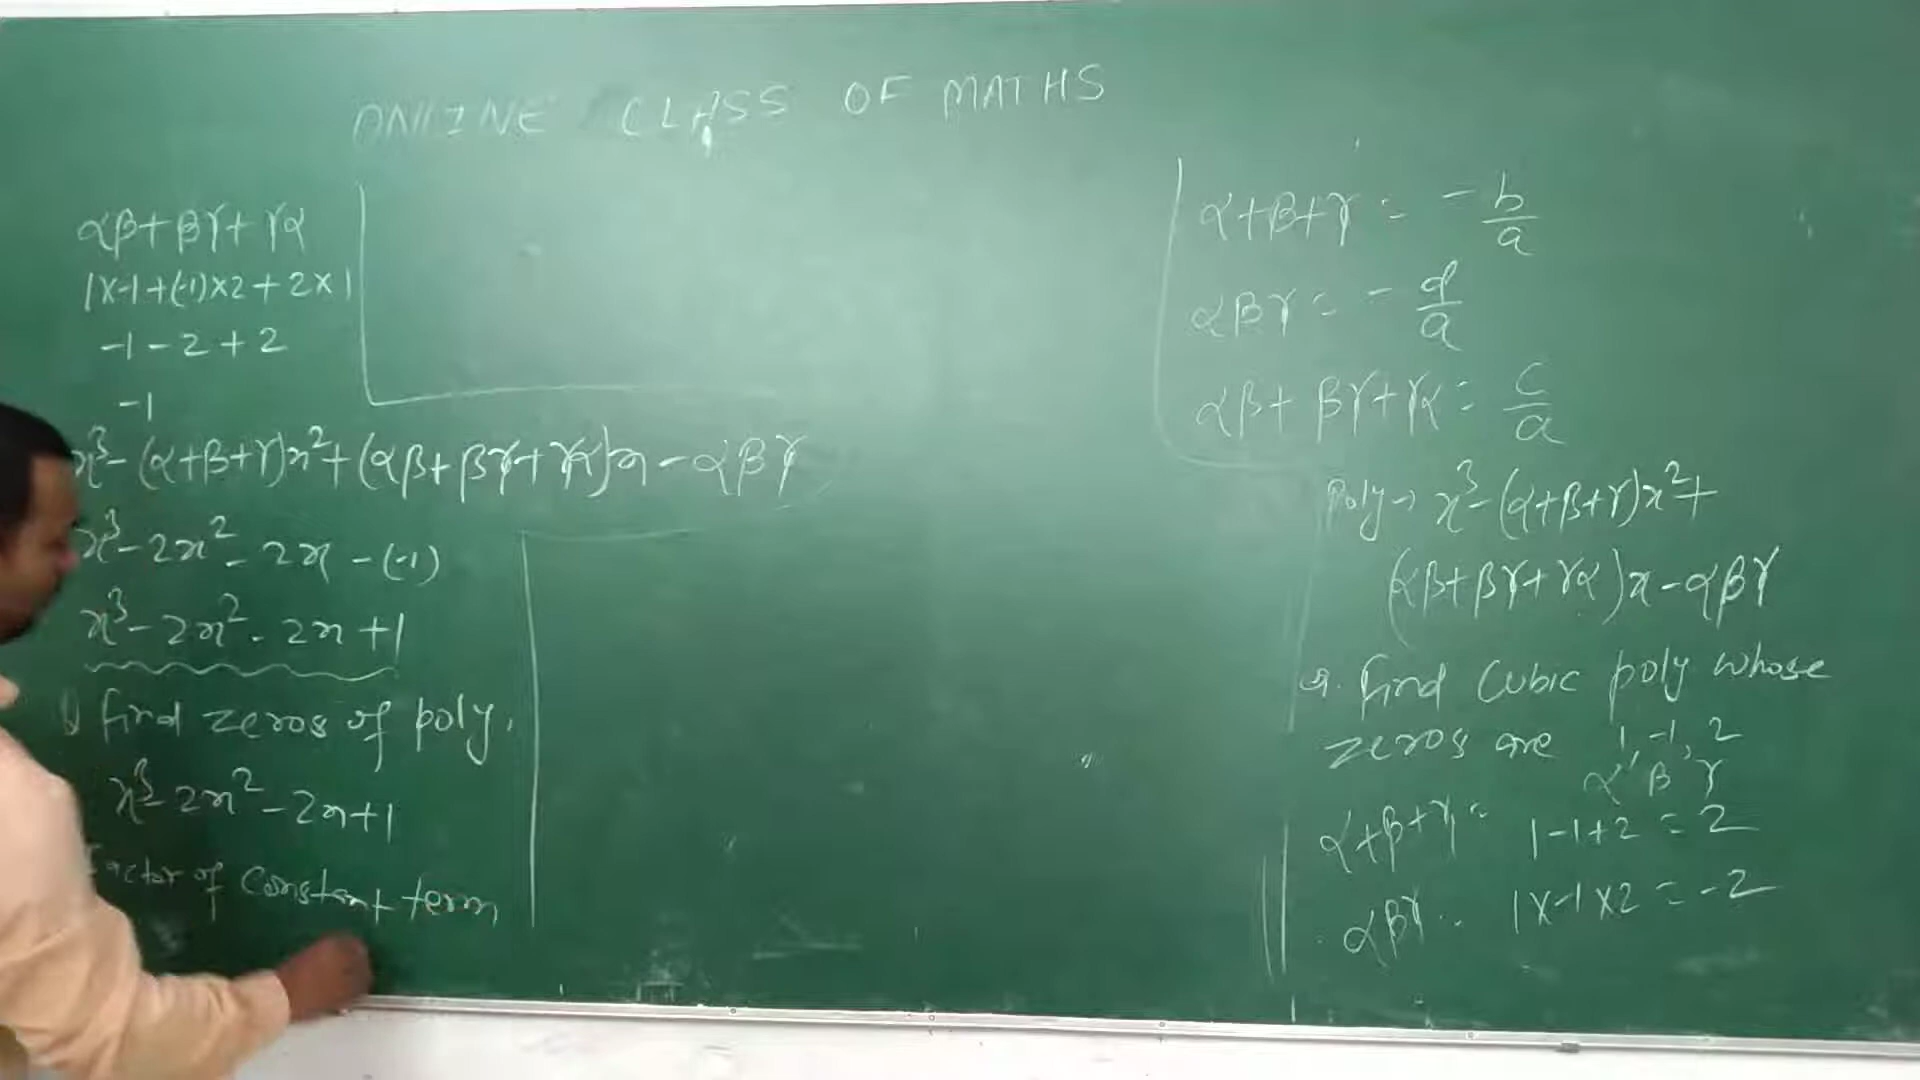 ONLINE CLASS OF MATHS
αβ+βγ+γα
1×-1+(-1)×2+2×1
-1-2+2
-1
x³-(α+β+γ)x²+(αβ+βγ+γα)x-αβγ
x³-2x²-2x-(-1)
x³-2x²-2x+1
Find zeros of poly.
x³-2x²-2x+1
Factor of Constant term
α+β+γ = -b/a
αβγ = -d/a
αβ+βγ+γα = c/a
Poly→ x³-(α+β+γ)x²+
(αβ+βγ+γα)x-αβγ
Q. Find Cubic poly whose
zeros are 1,-1,2
α,β,γ
α+β+γ = 1-1+2 = 2
αβγ = 1×-1×2 = -2